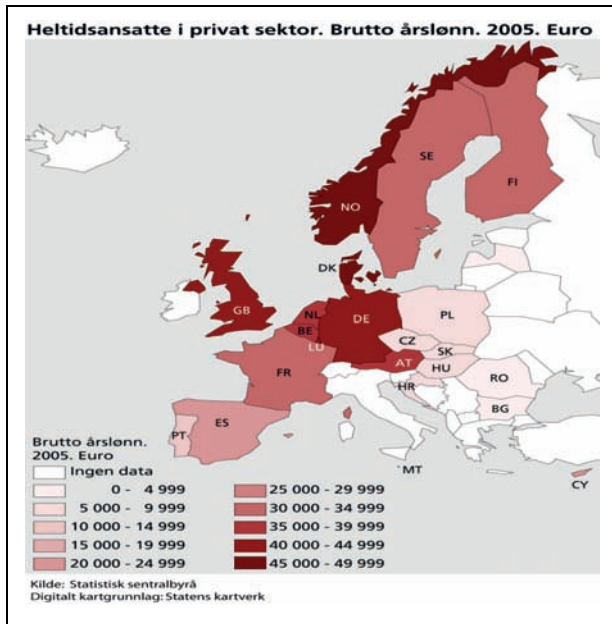 Heltidsansatte i privat sektor. Brutto årslønn. 2005. Euro
SE
FI
NO
DK
GB
NL
BE
DE
LU
PL
CZ
SK
AT
HU
FR
HR
RO
BG
PT
ES
MT
CY
Brutto årslønn.
2005. Euro
Ingen data
0 - 4 999
5 000 - 9 999
10 000 - 14 999
15 000 - 19 999
20 000 - 24 999
25 000 - 29 999
30 000 - 34 999
35 000 - 39 999
40 000 - 44 999
45 000 - 49 999
Kilde: Statistisk sentralbyrå
Digitalt kartgrunnlag: Statens kartverk